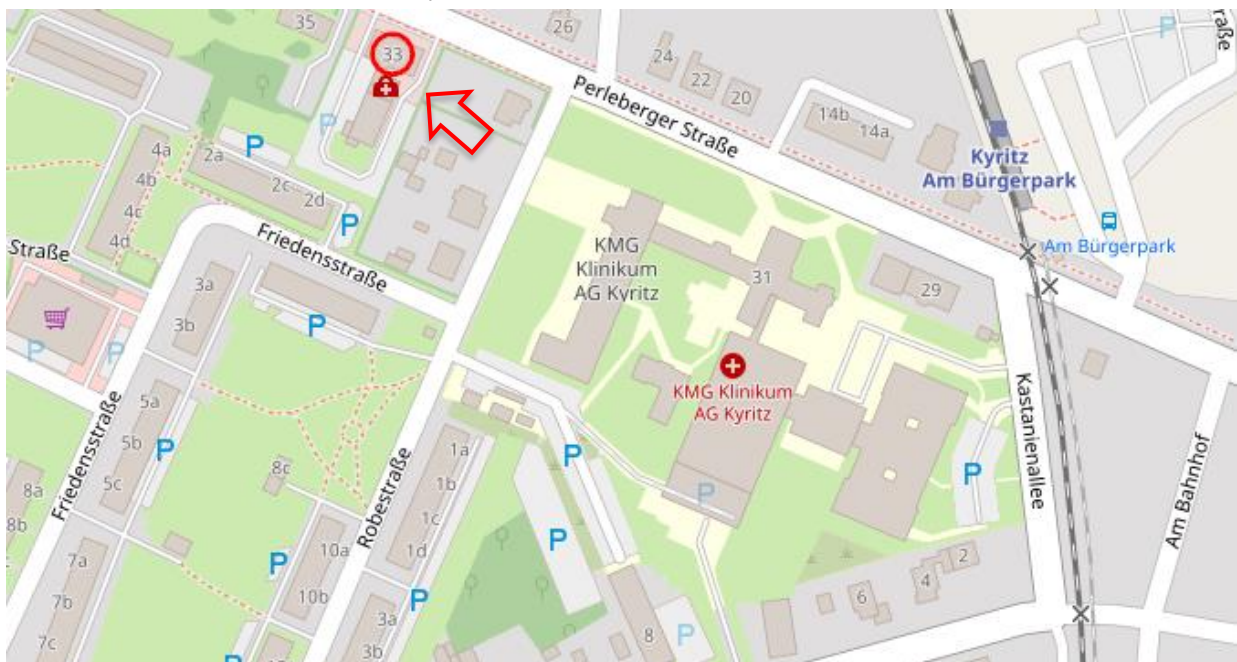 35
33
26
24
22
20
Perleberger Straße
14b
14a
Kyritz
Am Bürgerpark
Am Bürgerpark
P
raße
P
4a
4b
4c
4d
2a
P
2c
2d
P
Friedensstraße
Straße
3a
3b
P
P
P
KMG
Klinikum
AG Kyritz
31
29
KMG Klinikum
AG Kyritz
Kastanienallee
Am Bahnhof
5a
5b
5c
P
Friedensstraße
8a
8b
8c
Robestraße
1a
1b
1c
1d
P
P
P
P
7a
7b
7c
10a
10b
P
P
3a
3b
P
8
P
6
4
2
P